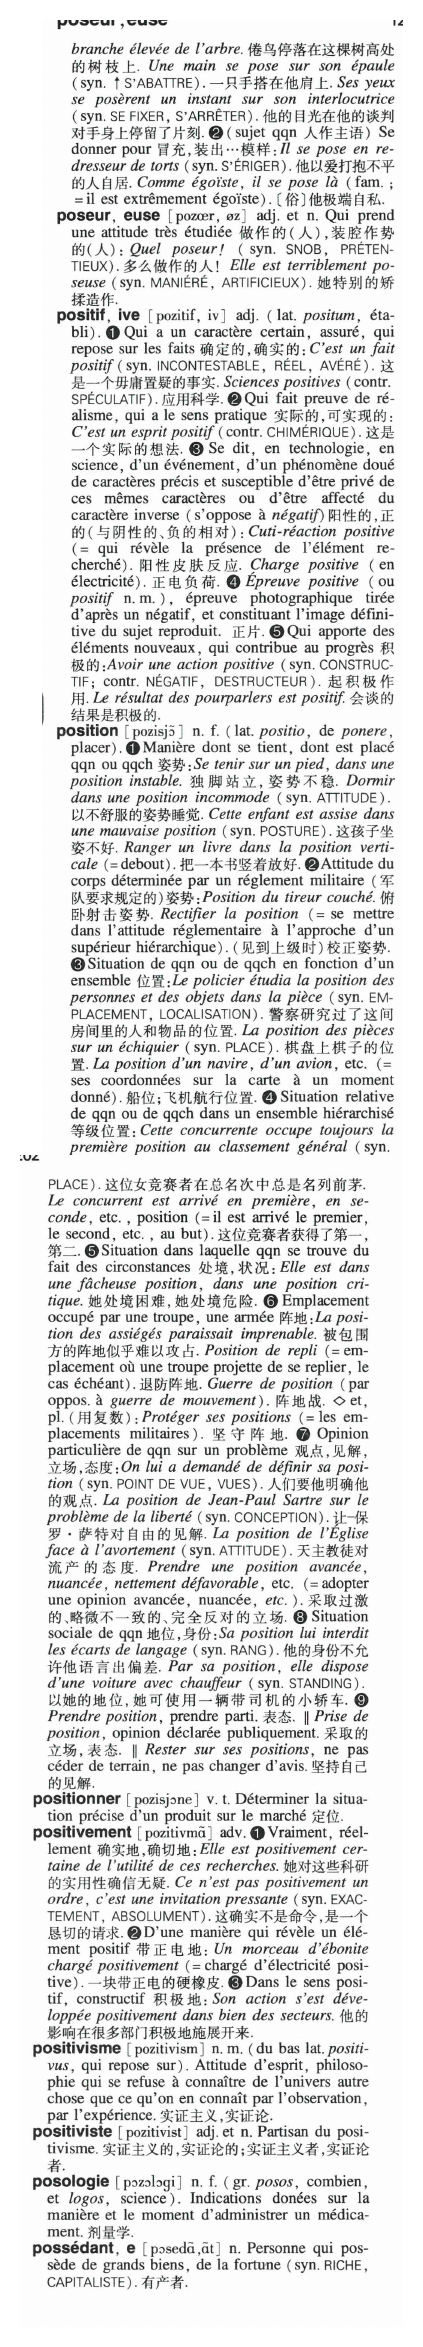 poseur, euse
branche élevée de l'arbre. 倦鸟停落在这棵树高处
的树枝上. Une main se pose sur son épaule
(syn. ↑ S'ABATTRE). 一只手搭在他肩上. Ses yeux
se posèrent un instant sur son interlocutrice
(syn. SE FIXER, S'ARRÊTER). 他的目光在他的谈判
对手身上停留了片刻. ❷ (sujet qqn 人作主语) Se
donner pour 冒充,装出…模样: Il se pose en re-
dresseur de torts (syn. S'ÉRIGER). 他以爱打抱不平
的人自居. Comme égoïste, il se pose là (fam. ;
= il est extrêmement égoïste). 〔俗〕他极端自私.
poseur, euse [pozœr, øz] adj. et n. Qui prend
une attitude très étudiée 做作的(人),装腔作势
的(人): Quel poseur! (syn. SNOB, PRÉTEN-
TIEUX). 多么做作的人! Elle est terriblement po-
seuse (syn. MANIÉRÉ, ARTIFICIEUX). 她特别的矫
揉造作.
positif, ive [pozitif, iv] adj. (lat. positum, éta-
bli). ❶ Qui a un caractère certain, assuré, qui
repose sur les faits 确定的,确实的: C'est un fait
positif (syn. INCONTESTABLE, RÉEL, AVÉRÉ). 这
是一个毋庸置疑的事实. Sciences positives (contr.
SPÉCULATIF). 应用科学. ❷ Qui fait preuve de ré-
alisme, qui a le sens pratique 实际的,可实现的:
C'est un esprit positif (contr. CHIMÉRIQUE). 这是
一个实际的想法. ❸ Se dit, en technologie, en
science, d'un événement, d'un phénomène doué
de caractères précis et susceptible d'être privé de
ces mêmes caractères ou d'être affecté du
caractère inverse (s'oppose à négatif) 阳性的,正
的(与阴性的、负的相对): Cuti-réaction positive
(= qui révèle la présence de l'élément re-
cherché). 阳性皮肤反应. Charge positive (en
électricité). 正电负荷. ❹ Épreuve positive (ou
positif n. m.), épreuve photographique tirée
d'après un négatif, et constituant l'image défini-
tive du sujet reproduit. 正片. ❺ Qui apporte des
éléments nouveaux, qui contribue au progrès 积
极的: Avoir une action positive (syn. CONSTRUC-
TIF; contr. NÉGATIF, DESTRUCTEUR). 起积极作
用. Le résultat des pourparlers est positif. 会谈的
结果是积极的.
position [pozisjɔ̃] n. f. (lat. positio, de ponere,
placer). ❶ Manière dont se tient, dont est placé
qqn ou qqch 姿势: Se tenir sur un pied, dans une
position instable. 独脚站立,姿势不稳. Dormir
dans une position incommode (syn. ATTITUDE).
以不舒服的姿势睡觉. Cette enfant est assise dans
une mauvaise position (syn. POSTURE). 这孩子坐
姿不好. Ranger un livre dans la position verti-
cale (= debout). 把一本书竖着放好. ❷ Attitude du
corps déterminée par un réglement militaire (军
队要求规定的)姿势: Position du tireur couché. 俯
卧射击姿势. Rectifier la position (= se mettre
dans l'attitude réglementaire à l'approche d'un
supérieur hiérarchique). (见到上级时)校正姿势.
❸ Situation de qqn ou de qqch en fonction d'un
ensemble 位置: Le policier étudia la position des
personnes et des objets dans la pièce (syn. EM-
PLACEMENT, LOCALISATION). 警察研究过了这间
房间里的人和物品的位置. La position des pièces
sur un échiquier (syn. PLACE). 棋盘上棋子的位
置. La position d'un navire, d'un avion, etc. (=
ses coordonnées sur la carte à un moment
donné). 船位;飞机航行位置. ❹ Situation relative
de qqn ou de qqch dans un ensemble hiérarchisé
等级位置: Cette concurrente occupe toujours la
première position au classement général (syn.
PLACE). 这位女竞赛者在总名次中总是名列前茅.
Le concurrent est arrivé en première, en se-
conde, etc., position (= il est arrivé le premier,
le second, etc., au but). 这位竞赛者获得了第一,
第二. ❺ Situation dans laquelle qqn se trouve du
fait des circonstances 处境,状况: Elle est dans
une fâcheuse position, dans une position cri-
tique. 她处境困难,她处境危险. ❻ Emplacement
occupé par une troupe, une armée 阵地: La posi-
tion des assiégés paraissait imprenable. 被包围
方的阵地似乎难以攻占. Position de repli (= em-
placement où une troupe projette de se replier, le
cas échéant). 退防阵地. Guerre de position (par
oppos. à guerre de mouvement). 阵地战. ◇ et,
pl. (用复数): Protéger ses positions (= les em-
placements militaires). 坚守阵地. ❼ Opinion
particulière de qqn sur un problème 观点,见解,
立场,态度: On lui a demandé de définir sa posi-
tion (syn. POINT DE VUE, VUES). 人们要他明确他
的观点. La position de Jean-Paul Sartre sur le
problème de la liberté (syn. CONCEPTION). 让-保
罗·萨特对自由的见解. La position de l'Église
face à l'avortement (syn. ATTITUDE). 天主教徒对
流产的态度. Prendre une position avancée,
nuancée, nettement défavorable, etc. (= adopter
une opinion avancée, nuancée, etc.). 采取过激
的、略微不一致的、完全反对的立场. ❽ Situation
sociale de qqn 地位,身份: Sa position lui interdit
les écarts de langage (syn. RANG). 他的身份不允
许他语言出偏差. Par sa position, elle dispose
d'une voiture avec chauffeur (syn. STANDING).
以她的地位,她可使用一辆带司机的小轿车. ❾
Prendre position, prendre parti. 表态. ‖ Prise de
position, opinion déclarée publiquement. 采取的
立场,表态. ‖ Rester sur ses positions, ne pas
céder de terrain, ne pas changer d'avis. 坚持自己
的见解.
positionner [pozisjɔne] v. t. Déterminer la situa-
tion précise d'un produit sur le marché 定位.
positivement [pozitivmɑ̃] adv. ❶ Vraiment, réel-
lement 确实地,确切地: Elle est positivement cer-
taine de l'utilité de ces recherches. 她对这些科研
的实用性确信无疑. Ce n'est pas positivement un
ordre, c'est une invitation pressante (syn. EXAC-
TEMENT, ABSOLUMENT). 这确实不是命令,是一个
恳切的请求. ❷ D'une manière qui révèle un élé-
ment positif 带正电地: Un morceau d'ébonite
chargé positivement (= chargé d'électricité posi-
tive). 一块带正电的硬橡皮. ❸ Dans le sens posi-
tif, constructif 积极地: Son action s'est déve-
loppée positivement dans bien des secteurs. 他的
影响在很多部门积极地施展开来.
positivisme [pozitivism] n. m. (du bas lat. positi-
vus, qui repose sur). Attitude d'esprit, philoso-
phie qui se refuse à connaître de l'univers autre
chose que ce qu'on en connaît par l'observation,
par l'expérience. 实证主义,实证论.
positiviste [pozitivist] adj. et n. Partisan du posi-
tivisme. 实证主义的,实证论的;实证主义者,实证论
者.
posologie [pɔzɔlɔʒi] n. f. (gr. posos, combien,
et logos, science). Indications donées sur la
manière et le moment d'administrer un médica-
ment. 剂量学.
possédant, e [pɔsedɑ̃, ɑ̃t] n. Personne qui pos-
sède de grands biens, de la fortune (syn. RICHE,
CAPITALISTE). 有产者.